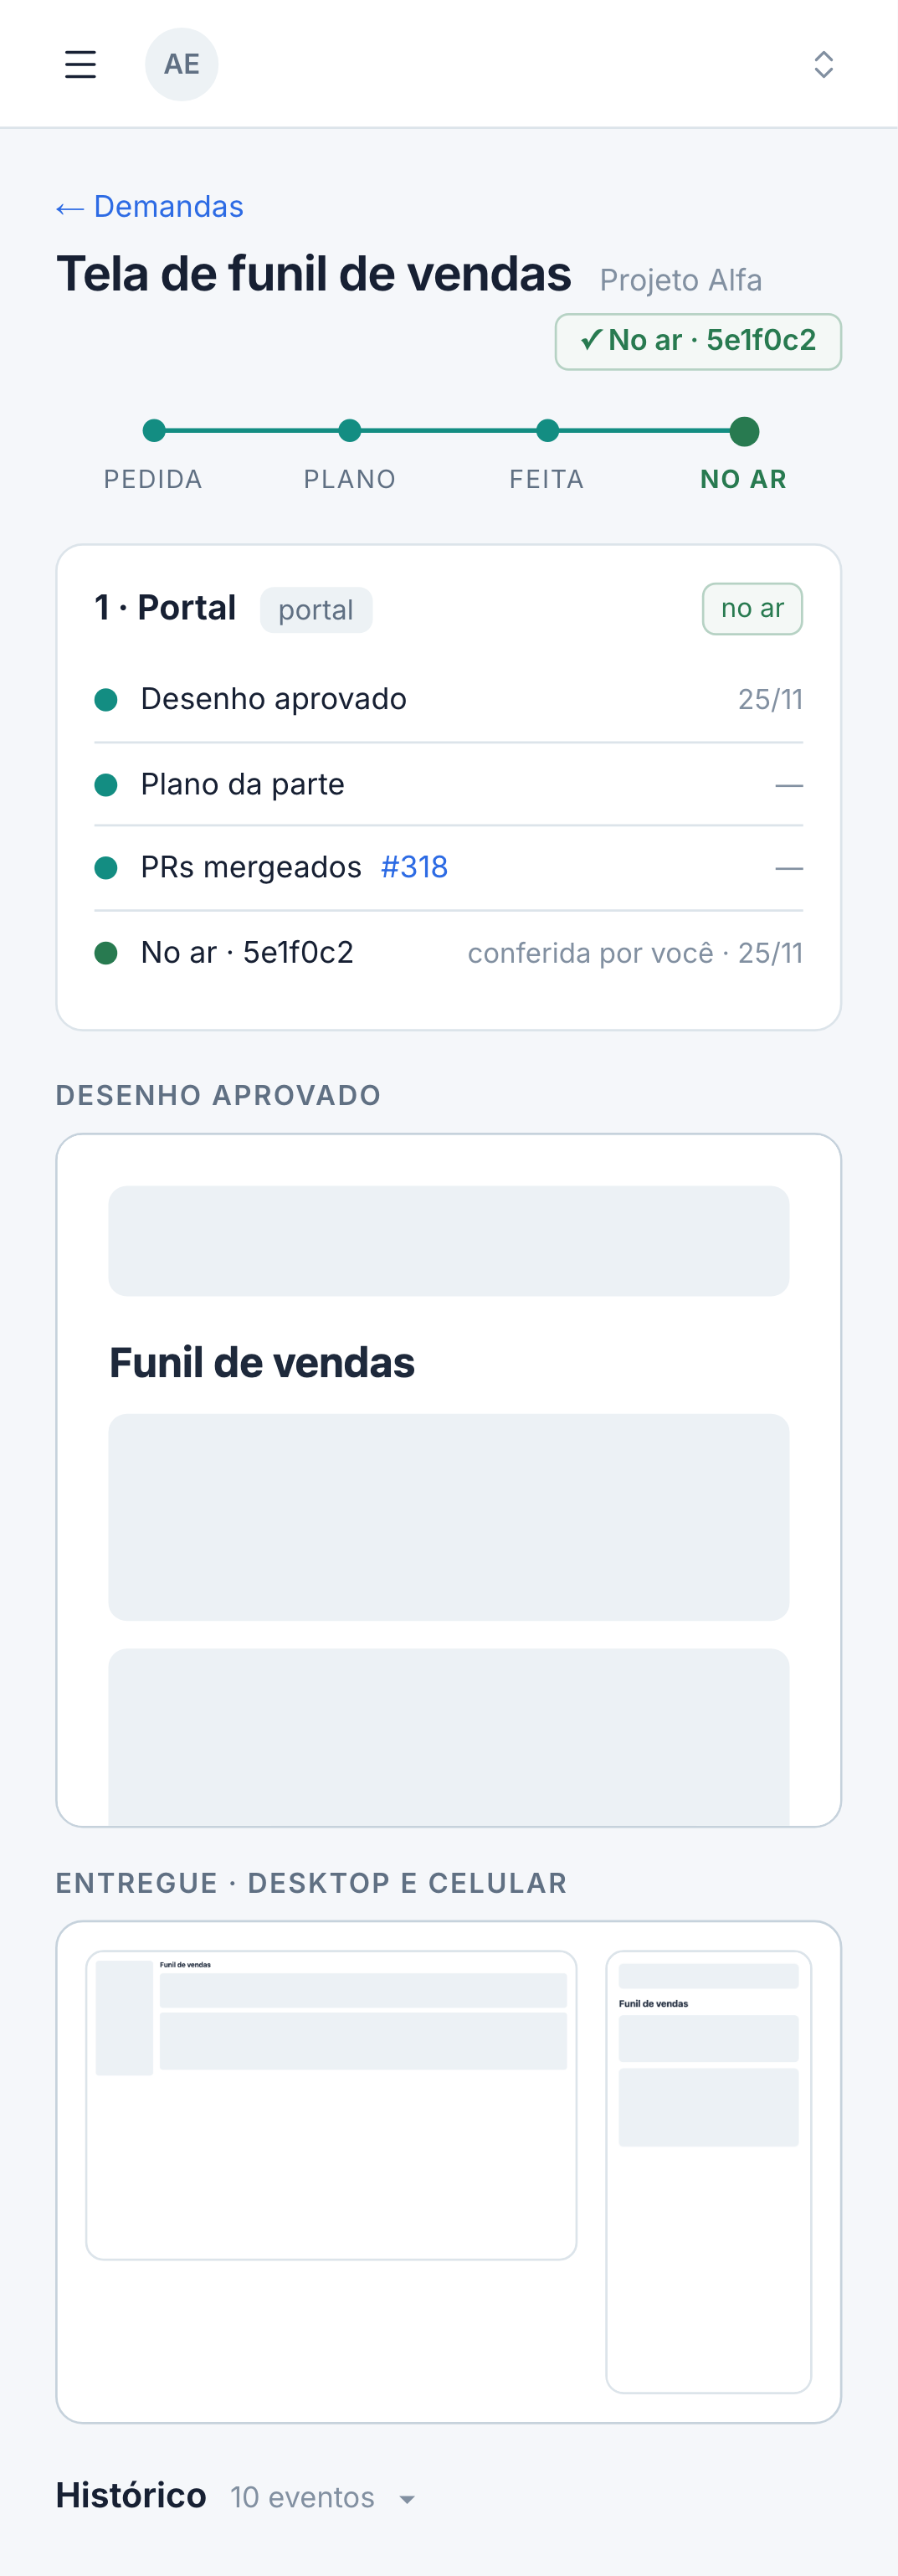 AE
← Demandas
Tela de funil de vendas Projeto Alfa
✓ No ar · 5e1f0c2
PEDIDA PLANO FEITA NO AR
1 · Portal portal no ar
Desenho aprovado 25/11
Plano da parte —
PRs mergeados #318 —
No ar · 5e1f0c2 conferida por você · 25/11
DESENHO APROVADO
Funil de vendas
ENTREGUE · DESKTOP E CELULAR
Funil de vendas
Funil de vendas
Histórico 10 eventos